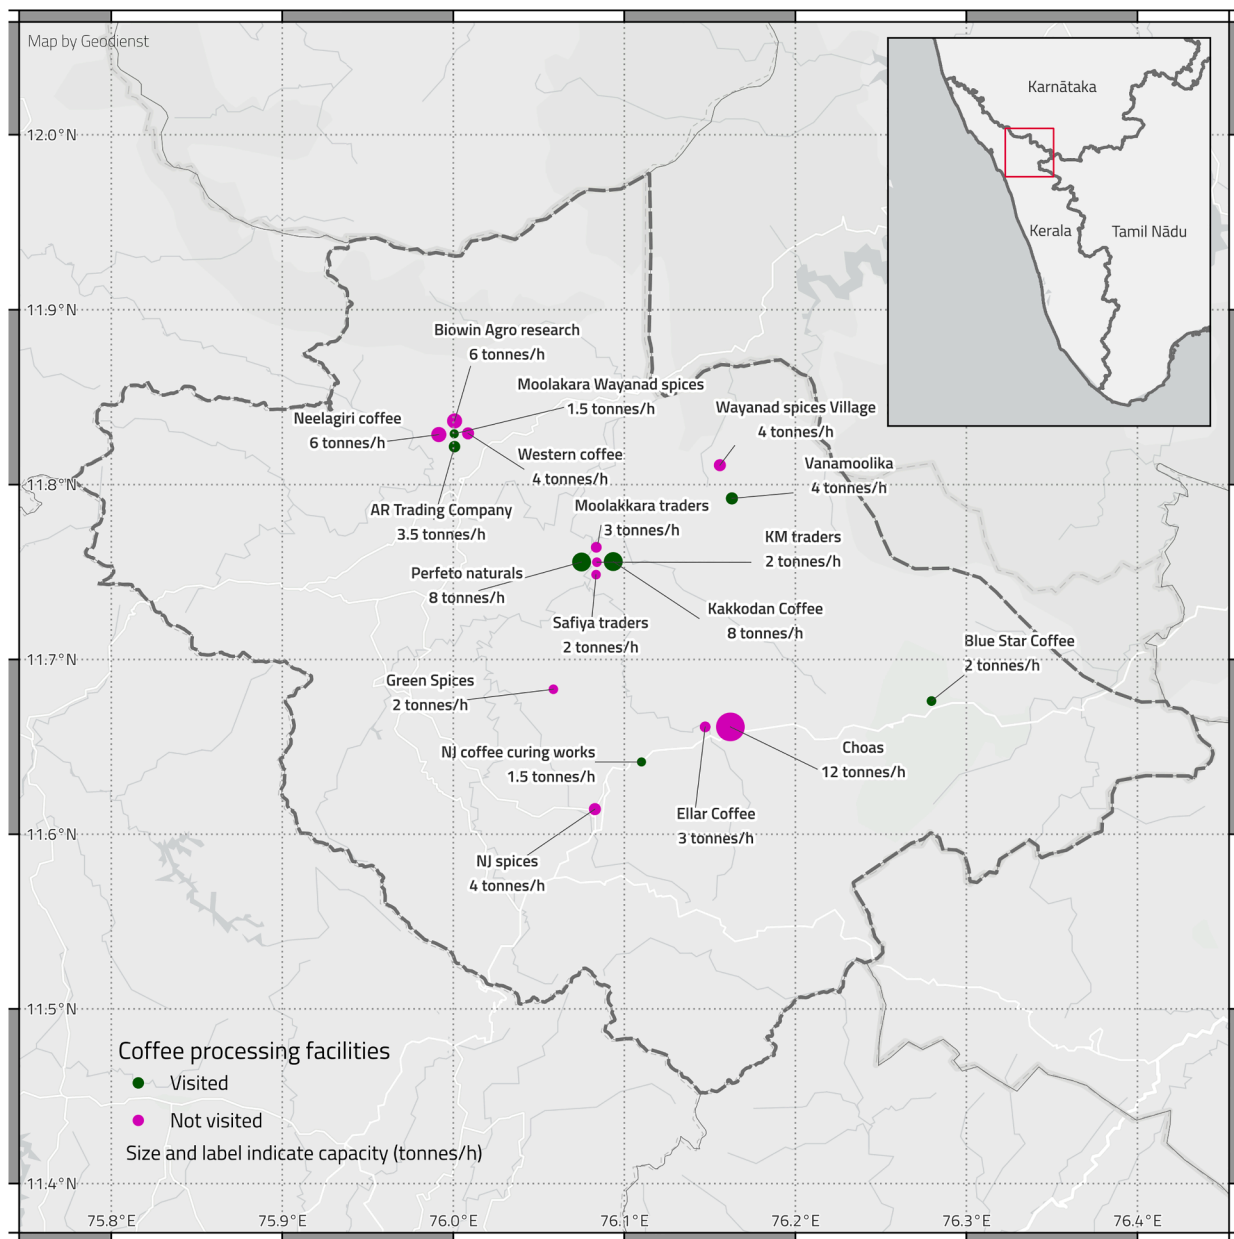 Map by Geodienst
Karnātaka
Kerala
Tamil Nādu
12.0°N
11.9°N
11.8°N
11.7°N
11.6°N
11.5°N
11.4°N
Biowin Agro research
6 tonnes/h
Moolakara Wayanad spices
1.5 tonnes/h
Neelagiri coffee
6 tonnes/h
Wayanad spices Village
4 tonnes/h
Western coffee
4 tonnes/h
Vanamoolika
4 tonnes/h
AR Trading Company
3.5 tonnes/h
Moolakkara traders
3 tonnes/h
KM traders
2 tonnes/h
Perfeto naturals
8 tonnes/h
Kakkodan Coffee
8 tonnes/h
Safiya traders
2 tonnes/h
Blue Star Coffee
2 tonnes/h
Green Spices
2 tonnes/h
NJ coffee curing works
1.5 tonnes/h
Choas
12 tonnes/h
Ellar Coffee
3 tonnes/h
NJ spices
4 tonnes/h
Coffee processing facilities
Visited
Not visited
Size and label indicate capacity (tonnes/h)
75.8°E 75.9°E 76.0°E 76.1°E 76.2°E 76.3°E 76.4°E